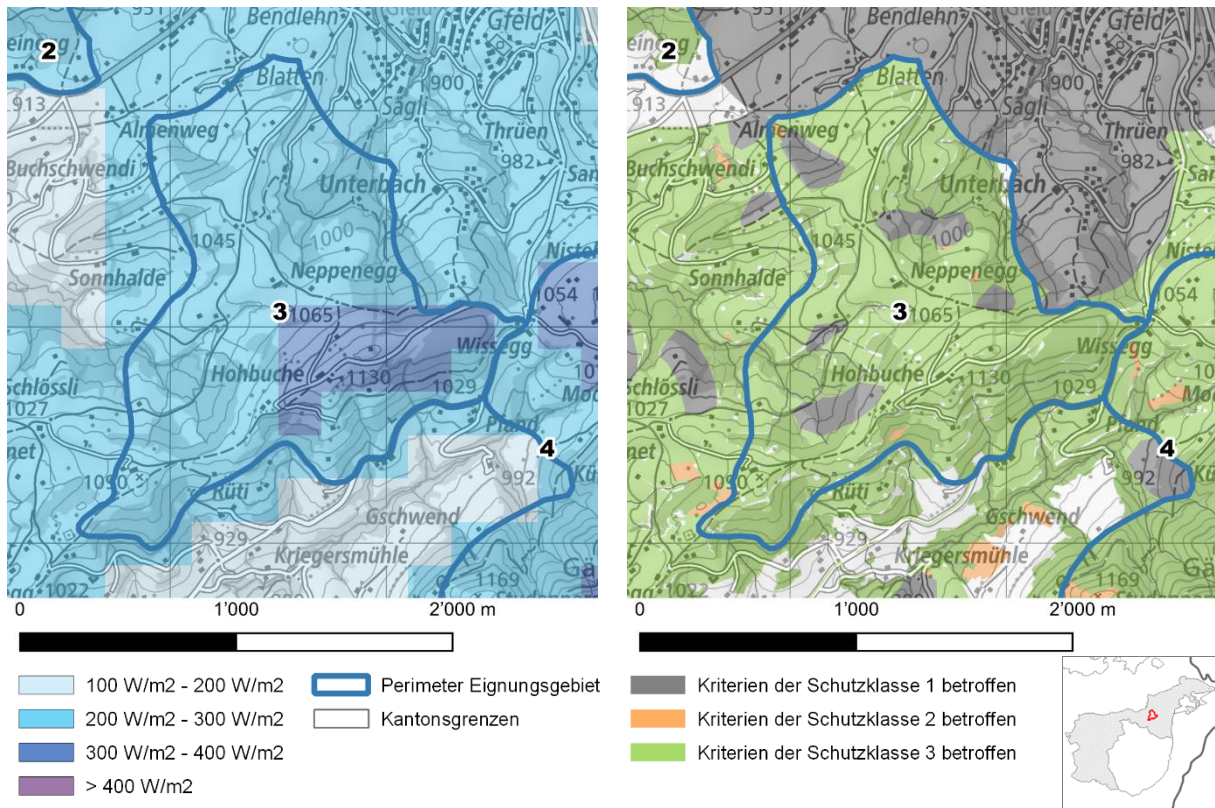 951
Bendlehn
Gfeld
2
Blatten
900
913
Sägli
Almenweg
Thrüen
Buchschwendi
982
Unterbach
1045
1000
Sonnhalde
Neppenegg
1054
3
1065
Wissegg
Hohbuche
1130
1029
Schlössli
1027
4
1090
Rüti
992
Gschwend
929
Kriegersmühle
1022
1169
0 1'000 2'000 m
100 W/m2 - 200 W/m2
200 W/m2 - 300 W/m2
300 W/m2 - 400 W/m2
> 400 W/m2
Perimeter Eignungsgebiet
Kantonsgrenzen
Bendlehn
Gfeld
2
Blatten
900
913
Sägli
Almenweg
Thrüen
Buchschwendi
982
Unterbach
1045
1000
Sonnhalde
Neppenegg
1054
3
1065
Wissegg
Hohbuche
1130
1029
Schlössli
1027
4
1090
Rüti
992
Gschwend
929
Kriegersmühle
1022
1169
0 1'000 2'000 m
Kriterien der Schutzklasse 1 betroffen
Kriterien der Schutzklasse 2 betroffen
Kriterien der Schutzklasse 3 betroffen